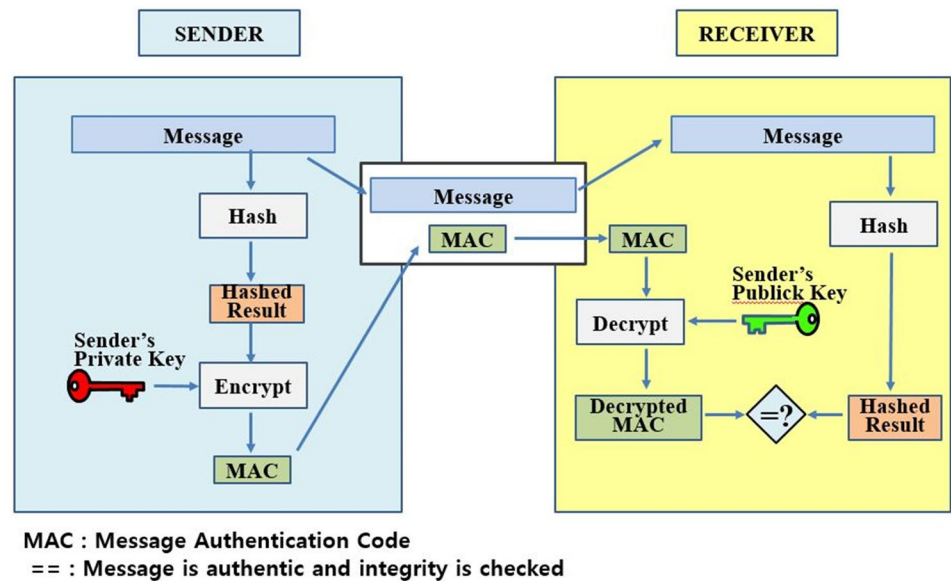 SENDER
RECEIVER
Message
Hash
Hashed
Result
Sender's
Private Key
Encrypt
MAC
Message
MAC
Message
Hash
MAC
Sender's
Publick Key
Decrypt
Decrypted
MAC
=?
Hashed
Result
MAC : Message Authentication Code
== : Message is authentic and integrity is checked